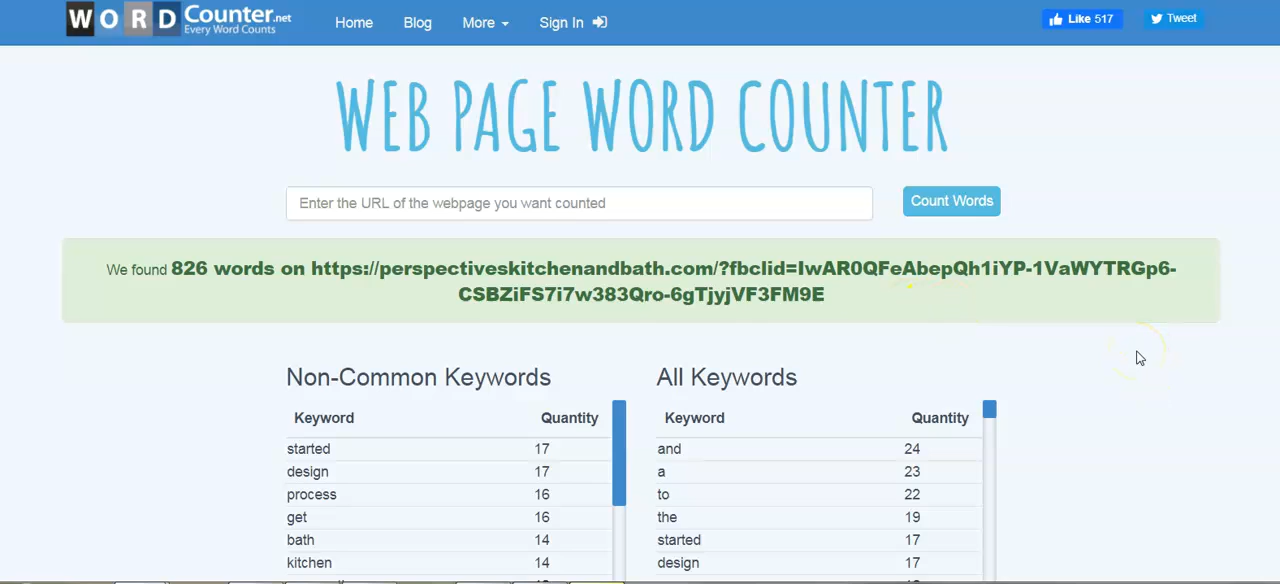 WORD Counter.net
Every Word Counts
Home Blog More Sign In
Like 517 Tweet
WEB PAGE WORD COUNTER
Enter the URL of the webpage you want counted
Count Words
We found 826 words on https://perspectiveskitchenandbath.com/?fbclid=IwAR0QFeAbepQh1iYP-1VaWYTRGp6-
CSBZiFS7i7w383Qro-6gTjyjVF3FM9E
Non-Common Keywords
Keyword Quantity
started 17
design 17
process 16
get 16
bath 14
kitchen 14
All Keywords
Keyword Quantity
and 24
a 23
to 22
the 19
started 17
design 17